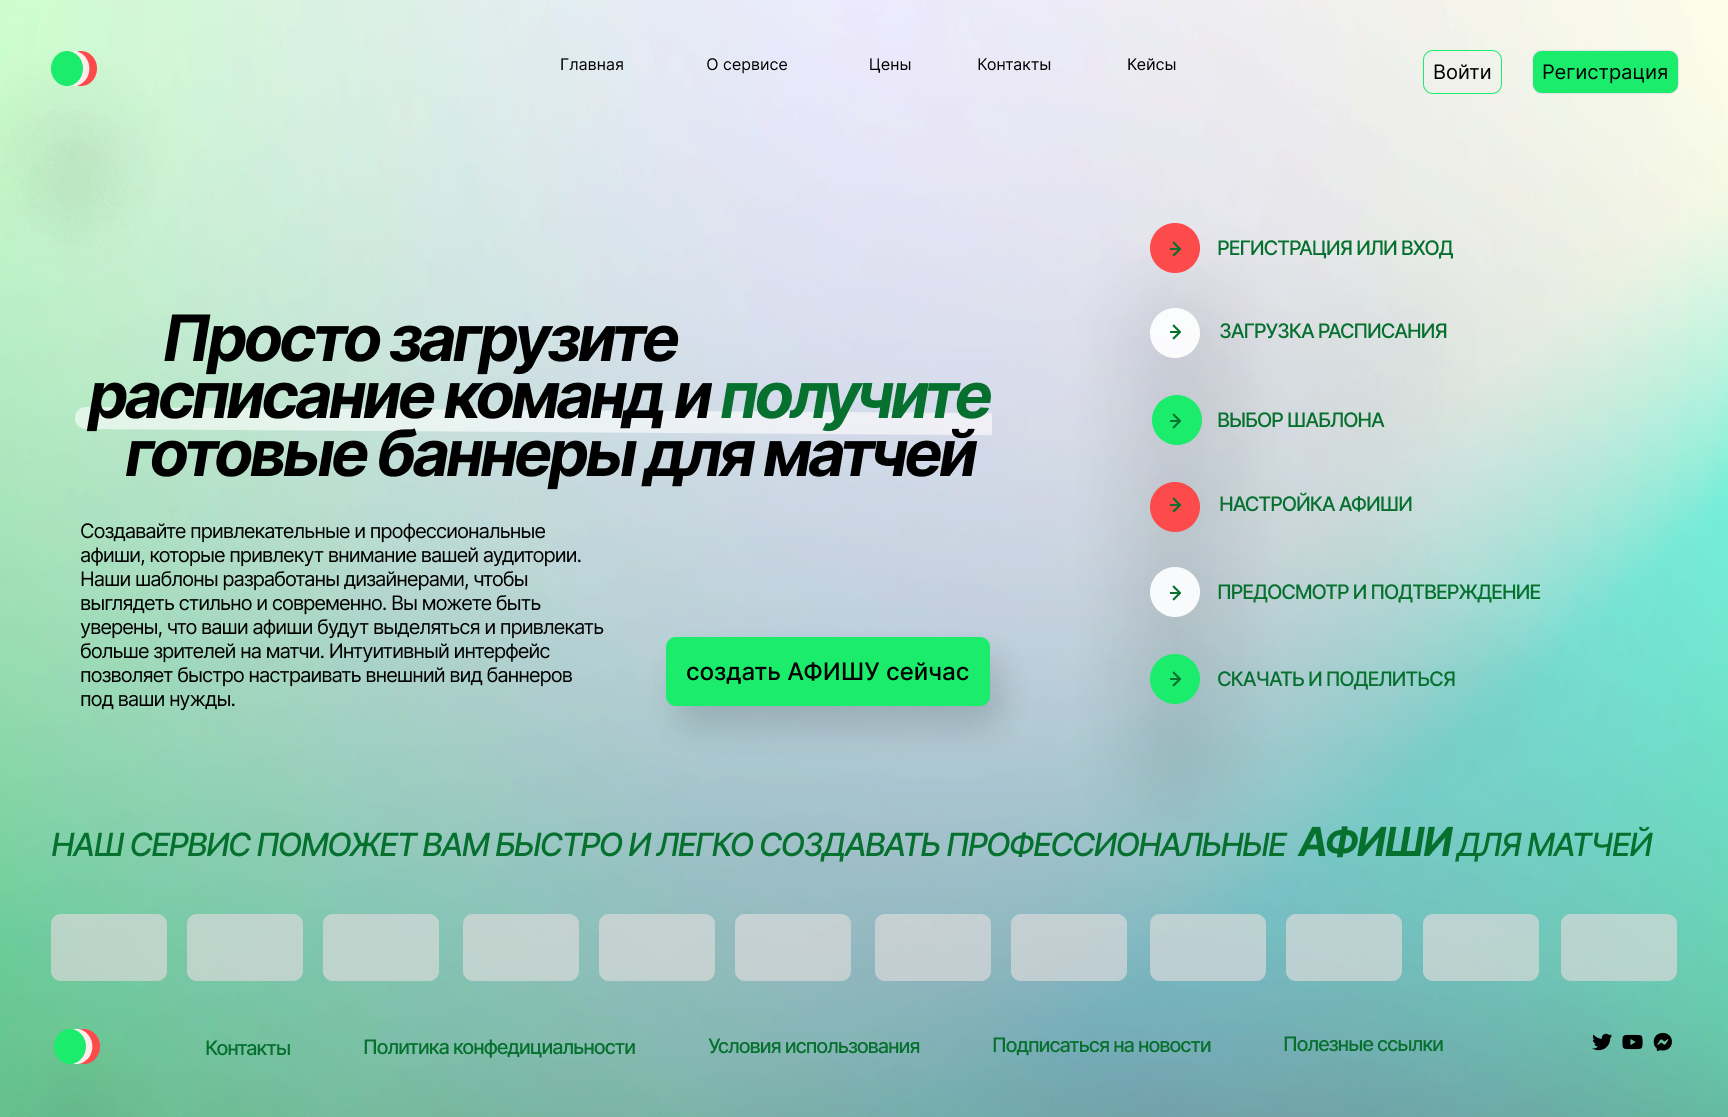 Главная
О сервисе
Цены
Контакты
Кейсы
Войти
Регистрация
Просто загрузите
расписание команд и получите
готовые баннеры для матчей
Создавайте привлекательные и профессиональные
афиши, которые привлекут внимание вашей аудитории.
Наши шаблоны разработаны дизайнерами, чтобы
выглядеть стильно и современно. Вы можете быть
уверены, что ваши афиши будут выделяться и привлекать
больше зрителей на матчи. Интуитивный интерфейс
позволяет быстро настраивать внешний вид баннеров
под ваши нужды.
создать АФИШУ сейчас
РЕГИСТРАЦИЯ ИЛИ ВХОД
ЗАГРУЗКА РАСПИСАНИЯ
ВЫБОР ШАБЛОНА
НАСТРОЙКА АФИШИ
ПРЕДОСМОТР И ПОДТВЕРЖДЕНИЕ
СКАЧАТЬ И ПОДЕЛИТЬСЯ
НАШ СЕРВИС ПОМОЖЕТ ВАМ БЫСТРО И ЛЕГКО СОЗДАВАТЬ ПРОФЕССИОНАЛЬНЫЕ АФИШИ ДЛЯ МАТЧЕЙ
Контакты
Политика конфедициальности
Условия использования
Подписаться на новости
Полезные ссылки